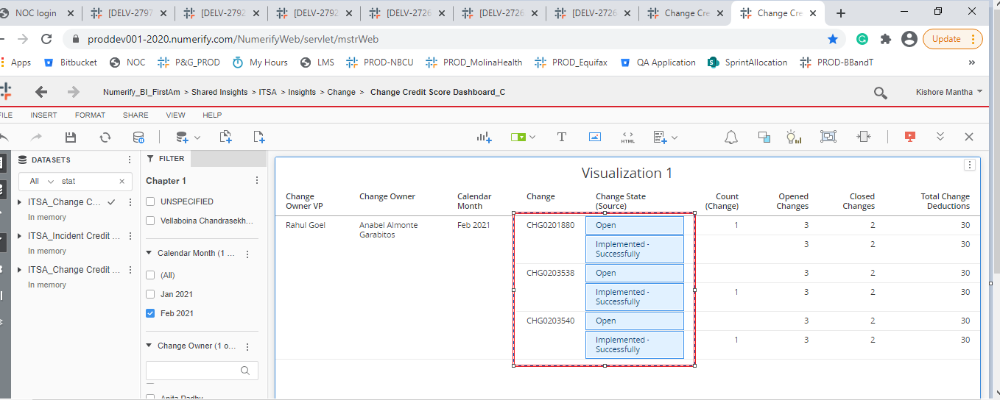 NOC login [DELV-2797 [DELV-2792 [DELV-2792 [DELV-2726 [DELV-2726 [DELV-2726 Change Cre Change Cre
proddev001-2020.numerify.com/NumerifyWeb/servlet/mstrWeb Update
Apps Bitbucket NOC P&G_PROD My Hours LMS PROD-NBCU PROD_MolinaHealth PROD_Equifax QA Application SprintAllocation PROD-BBandT »
Numerify_BI_FirstAm > Shared Insights > ITSA > Insights > Change > Change Credit Score Dashboard_C Kishore Mantha
FILE INSERT FORMAT SHARE VIEW HELP
T HTML
DATASETS
All stat
ITSA_Change C...
In memory
ITSA_Incident Credit ...
In memory
ITSA_Change Credit ...
In memory
FILTER
Chapter 1
UNSPECIFIED
Vellaboina Chandrasekh...
Calendar Month (1 ...
(All)
Jan 2021
Feb 2021
Change Owner (1 o...
Visualization 1
Change Owner VP Change Owner Calendar Month Change Change State (Source) Count (Change) Opened Changes Closed Changes Total Change Deductions
Rahul Goel Anabel Almonte Garabitos Feb 2021 CHG0201880 Open 1 3 2 30
Implemented - Successfully 3 2 30
CHG0203538 Open 3 2 30
Implemented - Successfully 1 3 2 30
CHG0203540 Open 3 2 30
Implemented - Successfully 1 3 2 30